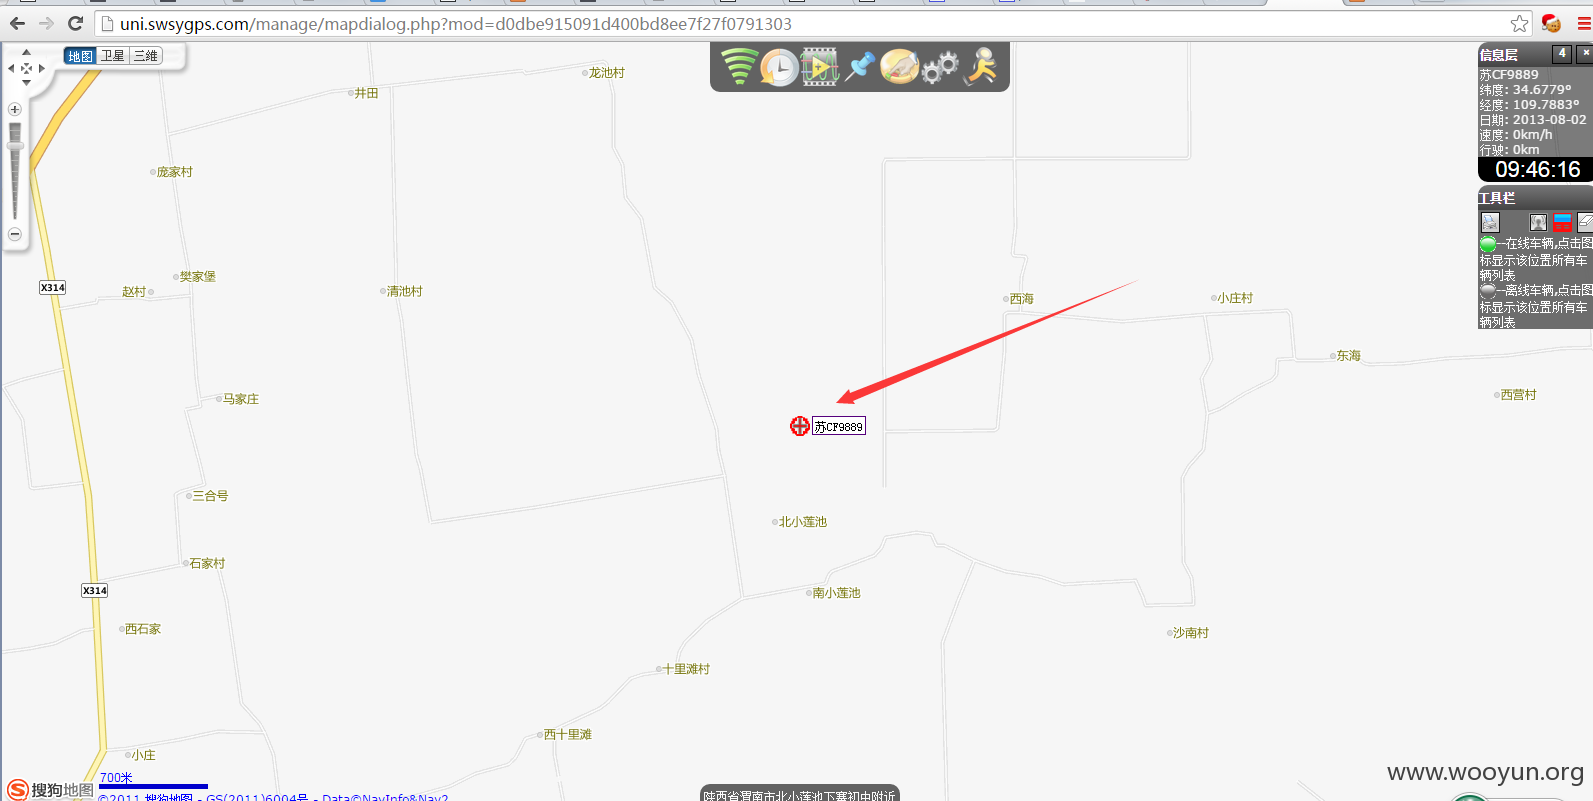 uni.swsygps.com/manage/mapdialog.php?mod=d0dbe915091d400bd8ee7f27f0791303
地图 卫星 三维
信息层 4 ×
苏CF9889
纬度: 34.6779°
经度: 109.7883°
日期: 2013-08-02
速度: 0km/h
行驶: 0km
09:46:16
工具栏
--在线车辆,点击图
标显示该位置所有车
辆列表
--离线车辆,点击图
标显示该位置所有车
辆列表
龙池村
井田
庞家村
樊家堡
赵村
清池村
X314
西海
小庄村
东海
西营村
马家庄
苏CF9889
三合号
北小莲池
石家村
X314
南小莲池
西石家
沙南村
十里滩村
西十里滩
小庄
700米
搜狗地图
©2011 搜狗地图 - GS(2011)6004号 - Data©NavInfo&Nav2
陕西省渭南市北小莲池下寨初中附近
www.wooyun.org